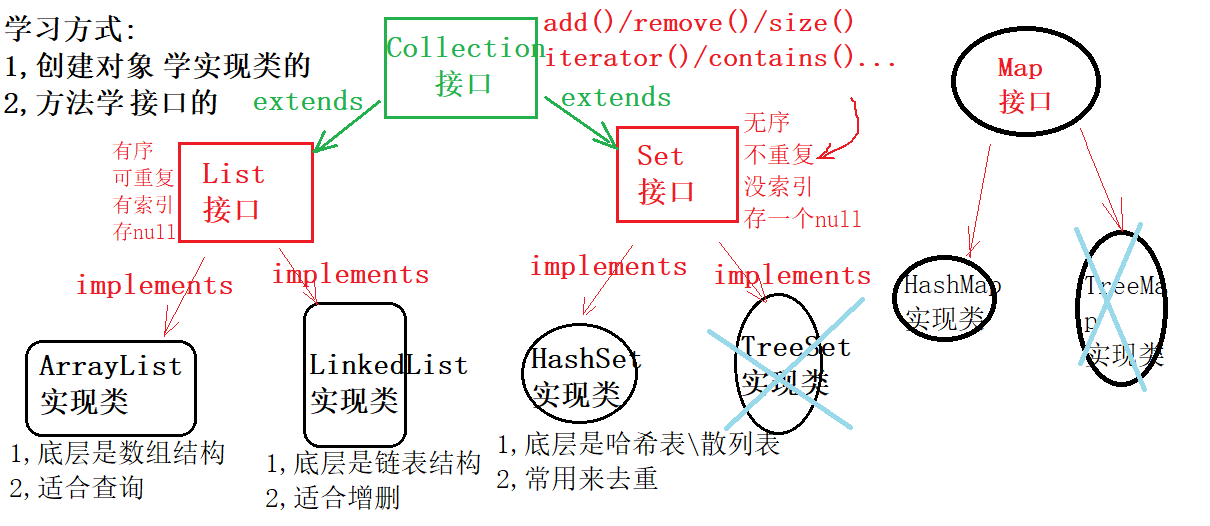 学习方式:
1,创建对象 学实现类的
2,方法学 接口的
Collection
接口
add()/remove()/size()
iterator()/contains()...
extends
extends
有序
可重复
有索引
存null
List
接口
Set
接口
无序
不重复
没索引
存一个null
Map
接口
implements
implements
implements
implements
ArrayList
实现类
LinkedList
实现类
HashSet
实现类
TreeSet
实现类
HashMap
实现类
TreeMa
p
实现类
1,底层是数组结构
2,适合查询
1,底层是链表结构
2,适合增删
1,底层是哈希表\散列表
2,常用来去重